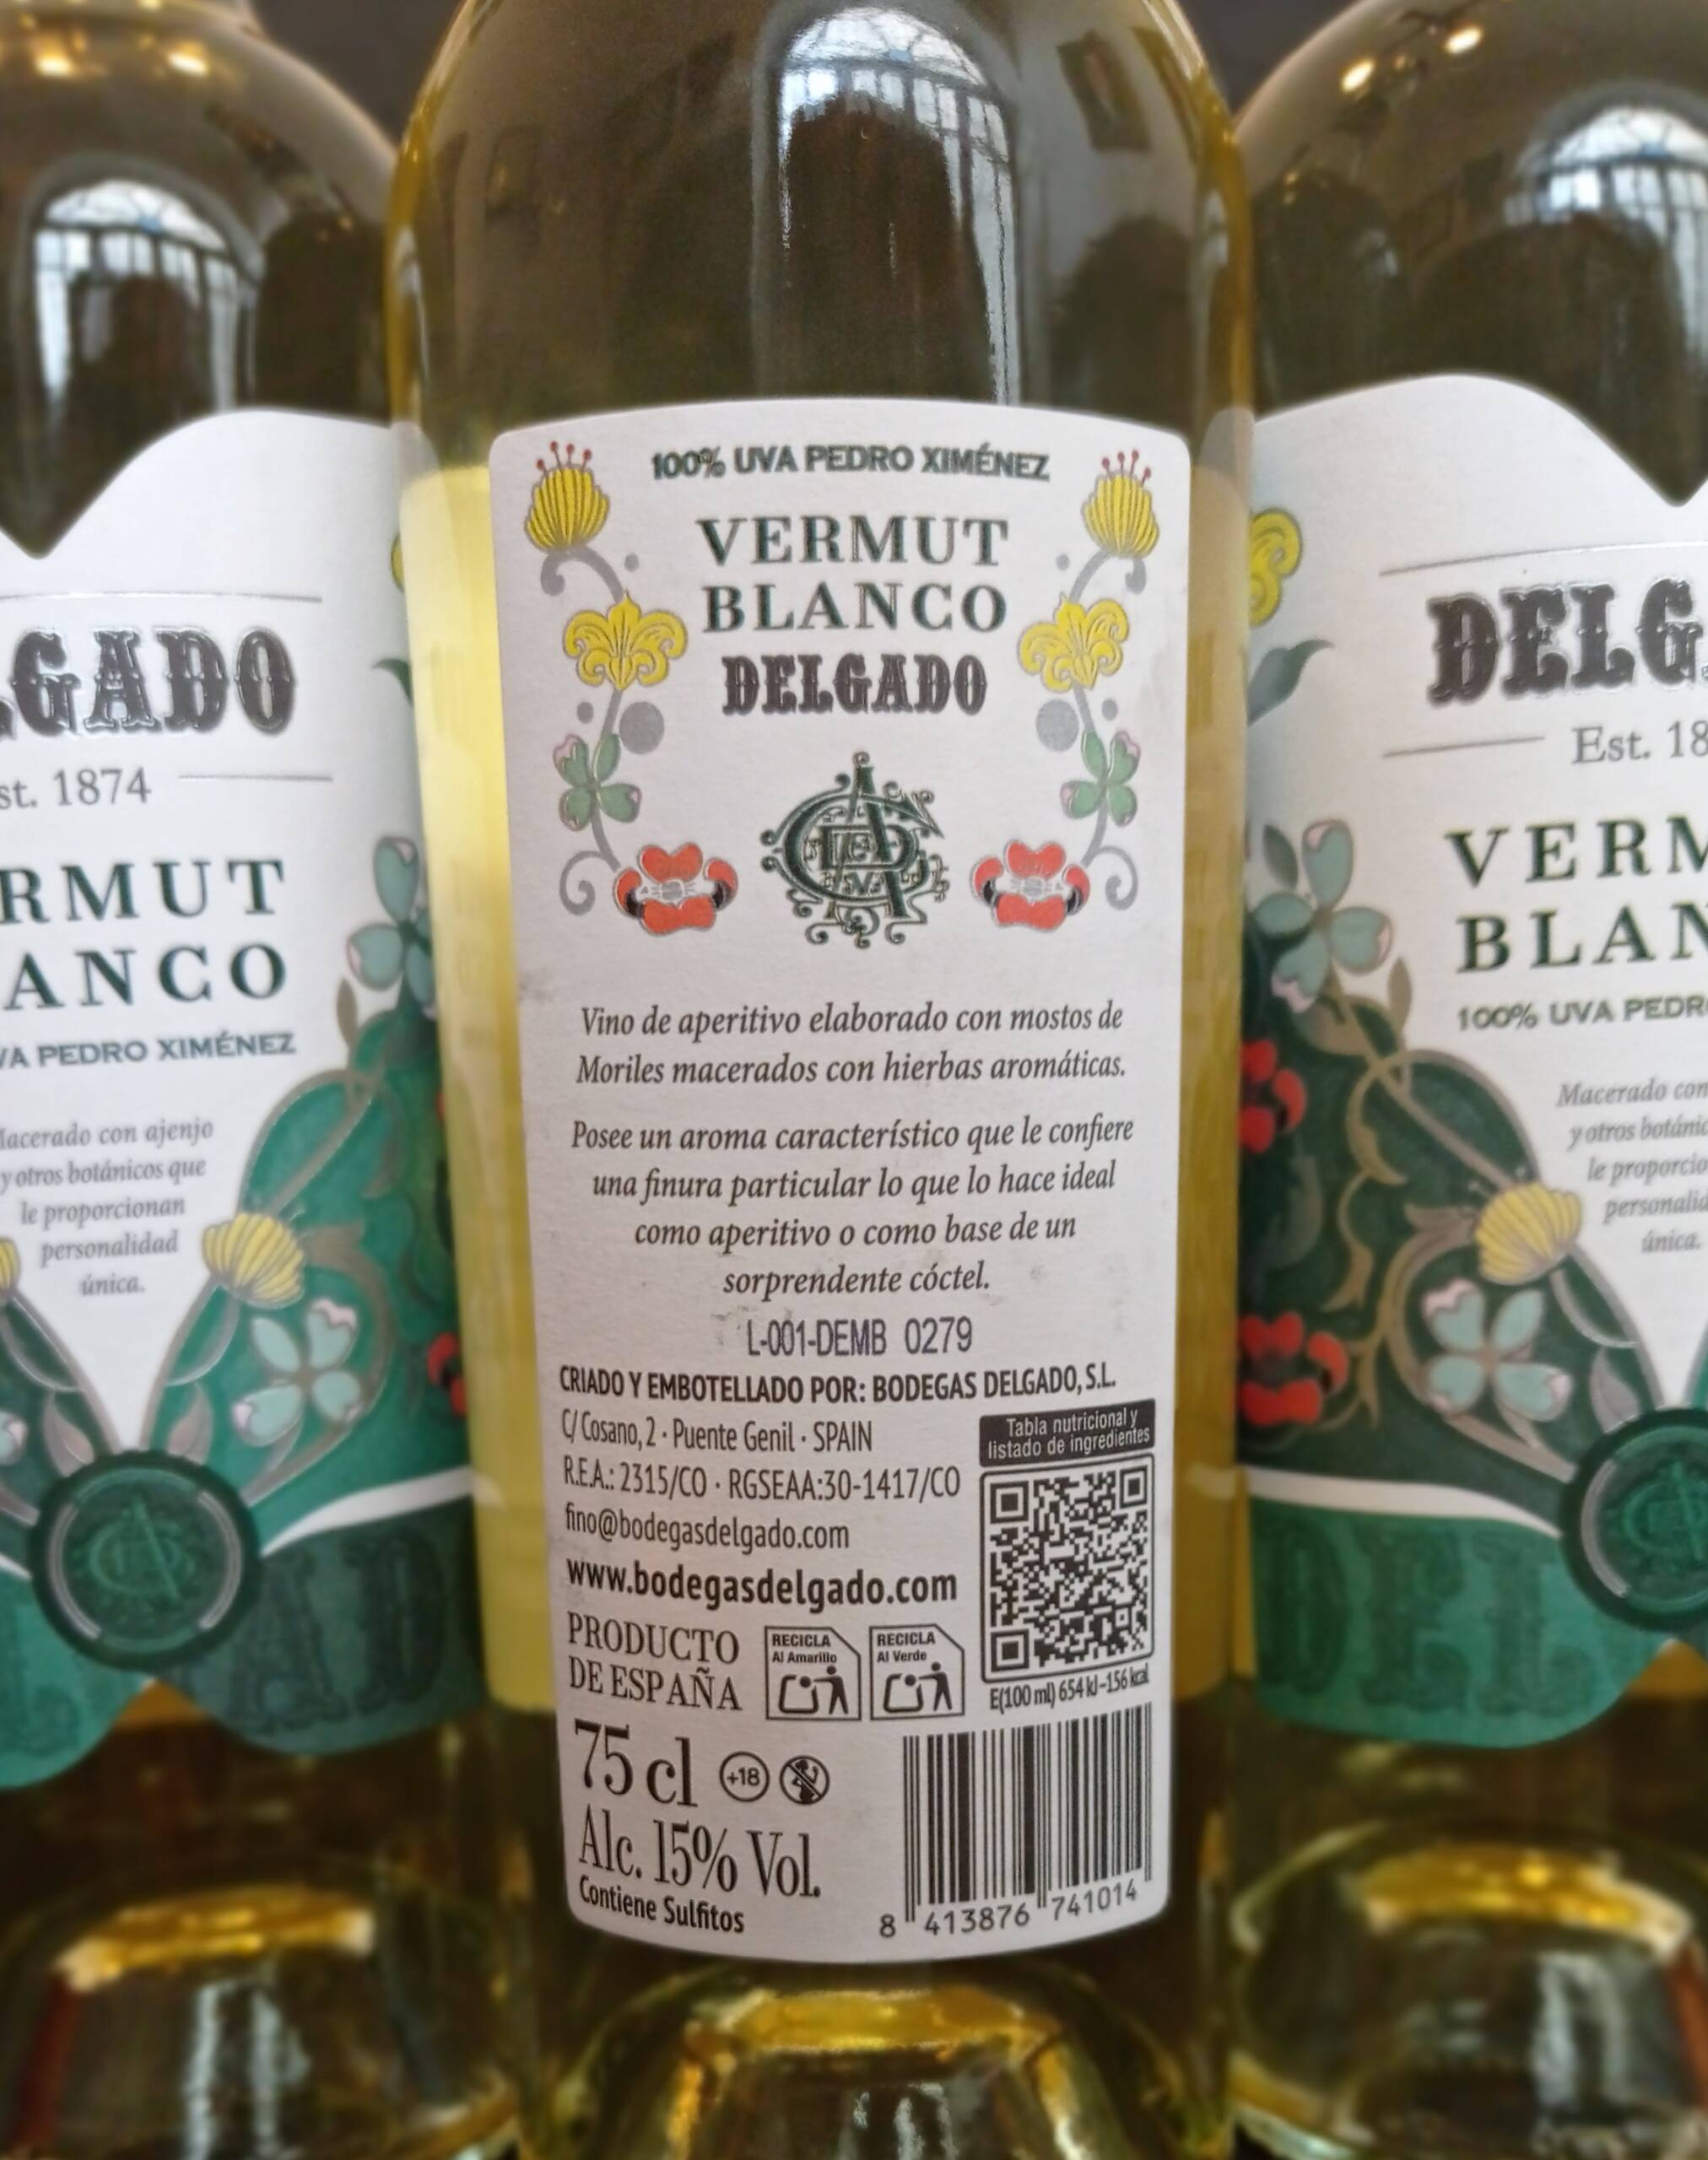 100% UVA PEDRO XIMÉNEZ
VERMUT
BLANCO
DELGADO
Vino de aperitivo elaborado con mostos de
Moriles macerados con hierbas aromáticas.
Posee un aroma característico que le confiere
una finura particular lo que lo hace ideal
como aperitivo o como base de un
sorprendente cóctel.
L-001-DEMB 0279
CRIADO Y EMBOTELLADO POR: BODEGAS DELGADO, S.L.
C/ Cosano, 2 · Puente Genil · SPAIN
R.E.A.: 2315/CO · RGSEAA:30-1417/CO
fino@bodegasdelgado.com
www.bodegasdelgado.com
Tabla nutricional y
listado de ingredientes
E(100 ml) 654 kJ-156 kcal
PRODUCTO
DE ESPAÑA
RECICLA
Al Amarillo
RECICLA
Al Verde
75 cl
+18
Alc. 15% Vol.
Contiene Sulfitos
8 413876 741014
LGADO
st. 1874
RMUT
ANCO
VA PEDRO XIMÉNEZ
Macerado con ajenjo
y otros botánicos que
le proporcionan
personalidad
única.
DELG
Est. 18
VERM
BLAN
100% UVA PEDR
Macerado con
y otros botánic
le proporcio
personalid
única.